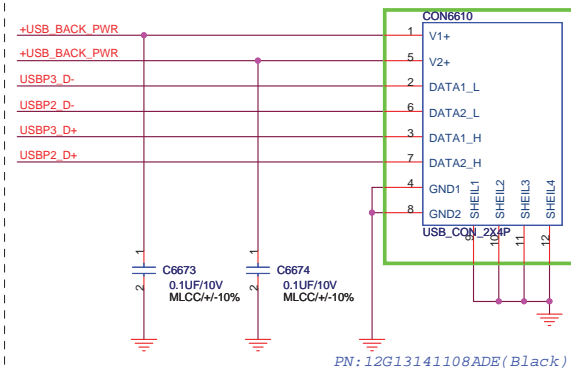 CON6610
+USB_BACK_PWR 1 V1+
+USB_BACK_PWR 5 V2+
USBP3_D- 2 DATA1_L
USBP2_D- 6 DATA2_L
USBP3_D+ 3 DATA1_H
USBP2_D+ 7 DATA2_H
4 GND1
8 GND2
SHEIL1 SHEIL2 SHEIL3 SHEIL4
USB_CON_2X4P
9 10 11 12
1 1
C6673 C6674
2 0.1UF/10V 2 0.1UF/10V
MLCC/+/-10% MLCC/+/-10%
PN:12G13141108ADE(Black)